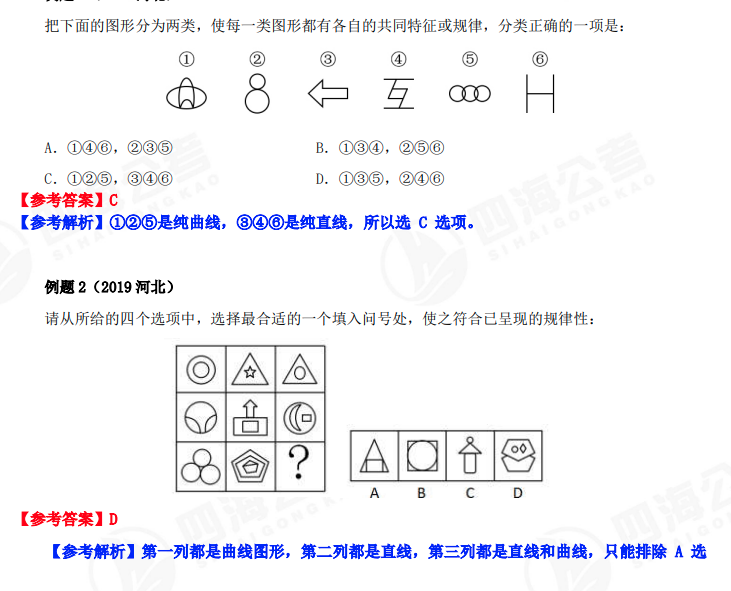 把下面的图形分为两类，使每一类图形都有各自的共同特征或规律，分类正确的一项是：
① ② ③ ④ ⑤ ⑥
A. ①④⑥，②③⑤ B. ①③④，②⑤⑥
C. ①②⑤，③④⑥ D. ①③⑤，②④⑥
【参考答案】C
【参考解析】①②⑤是纯曲线，③④⑥是纯直线，所以选 C 选项。
例题 2（2019 河北）
请从所给的四个选项中，选择最合适的一个填入问号处，使之符合已呈现的规律性：
?
A B C D
【参考答案】D
【参考解析】第一列都是曲线图形，第二列都是直线，第三列都是直线和曲线，只能排除 A 选
四海公考
SIHAIGONGKAO